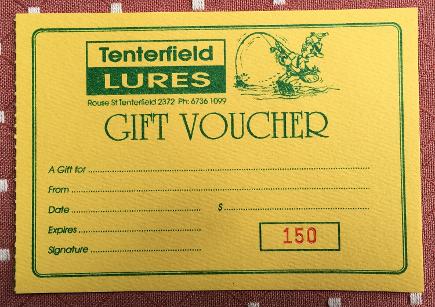 Tenterfield
LURES
Rouse St Tenterfield 2372 Ph: 6736 1099
GIFT VOUCHER
A Gift for
From
Date $
Expires
150
Signature